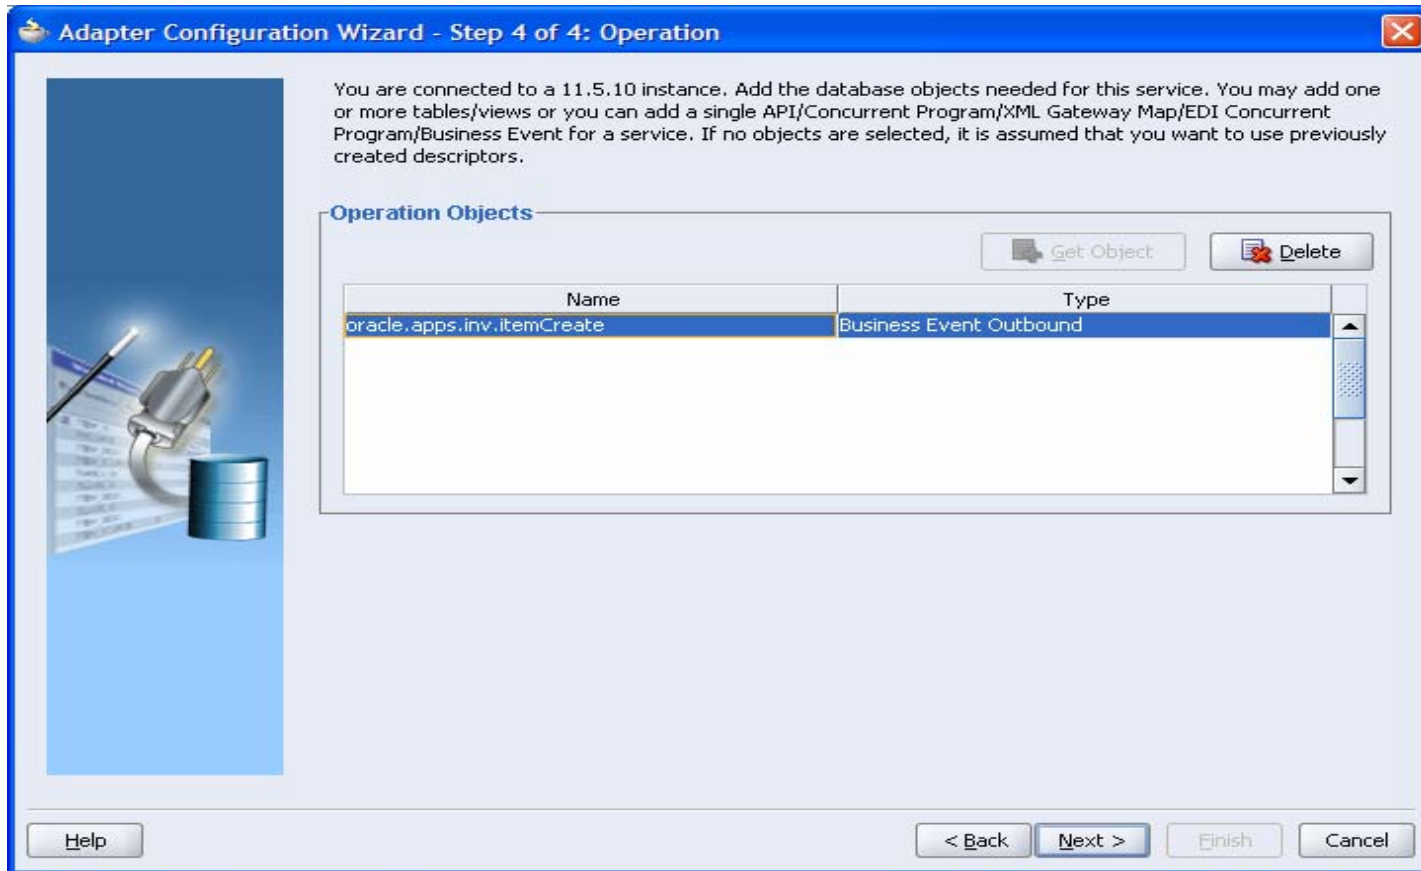 Adapter Configuration Wizard - Step 4 of 4: Operation
You are connected to a 11.5.10 instance. Add the database objects needed for this service. You may add one
or more tables/views or you can add a single API/Concurrent Program/XML Gateway Map/EDI Concurrent
Program/Business Event for a service. If no objects are selected, it is assumed that you want to use previously
created descriptors.
Operation Objects
Get Object Delete
Name Type
oracle.apps.inv.itemCreate Business Event Outbound
Help < Back Next > Finish Cancel